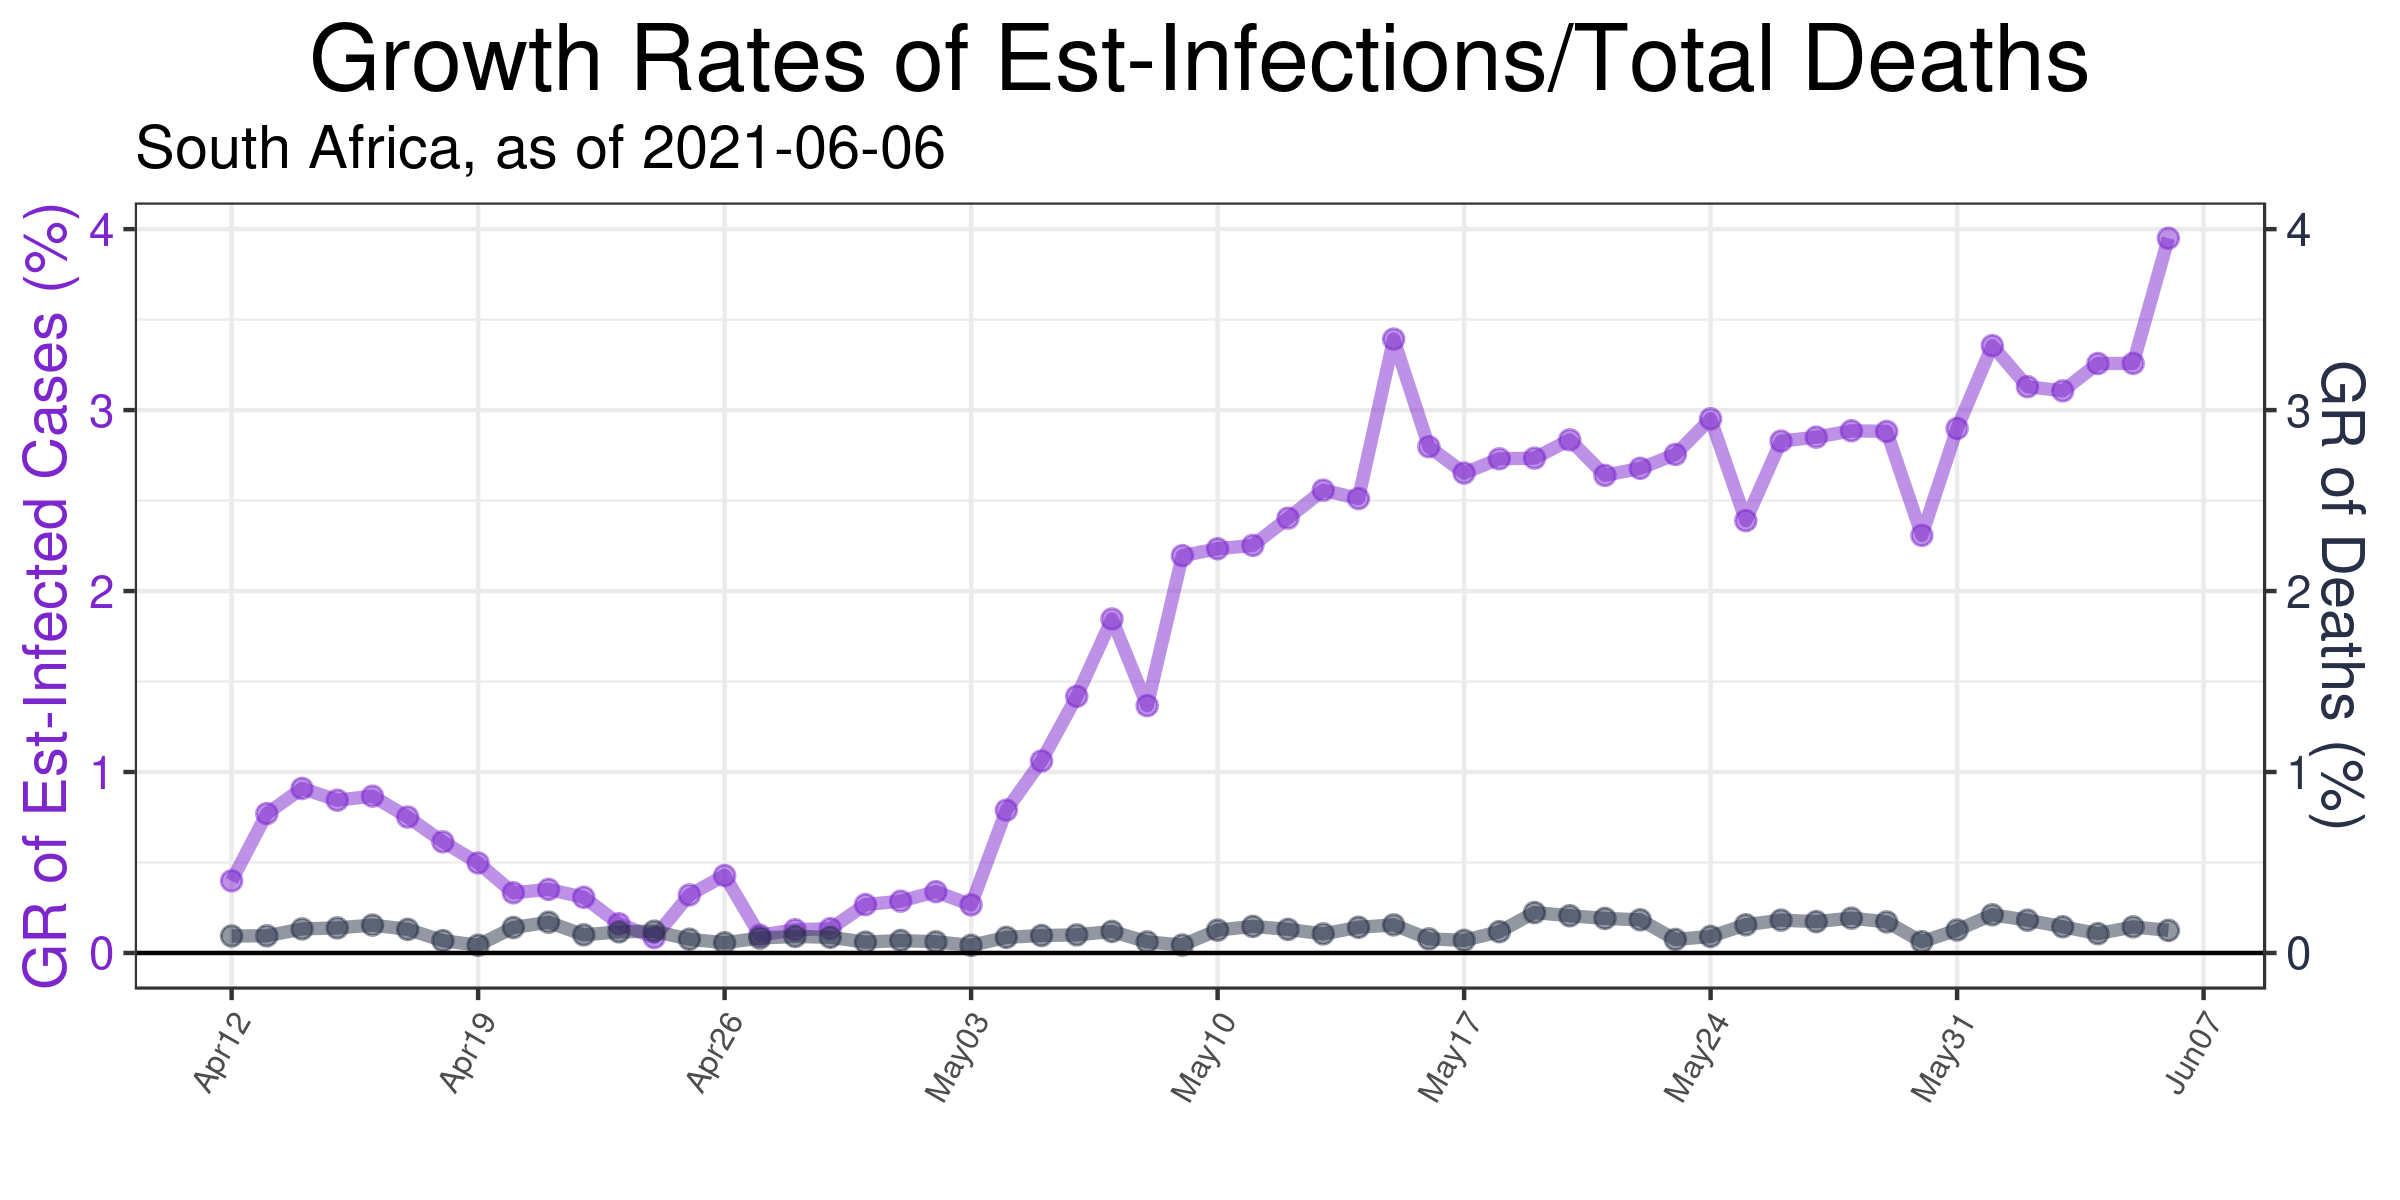 Growth Rates of Est-Infections/Total Deaths
South Africa, as of 2021-06-06
GR of Est-Infected Cases (%)
4
3
2
1
0
4
3
2
1
0
GR of Deaths (%)
Apr12
Apr19
Apr26
May03
May10
May17
May24
May31
Jun07